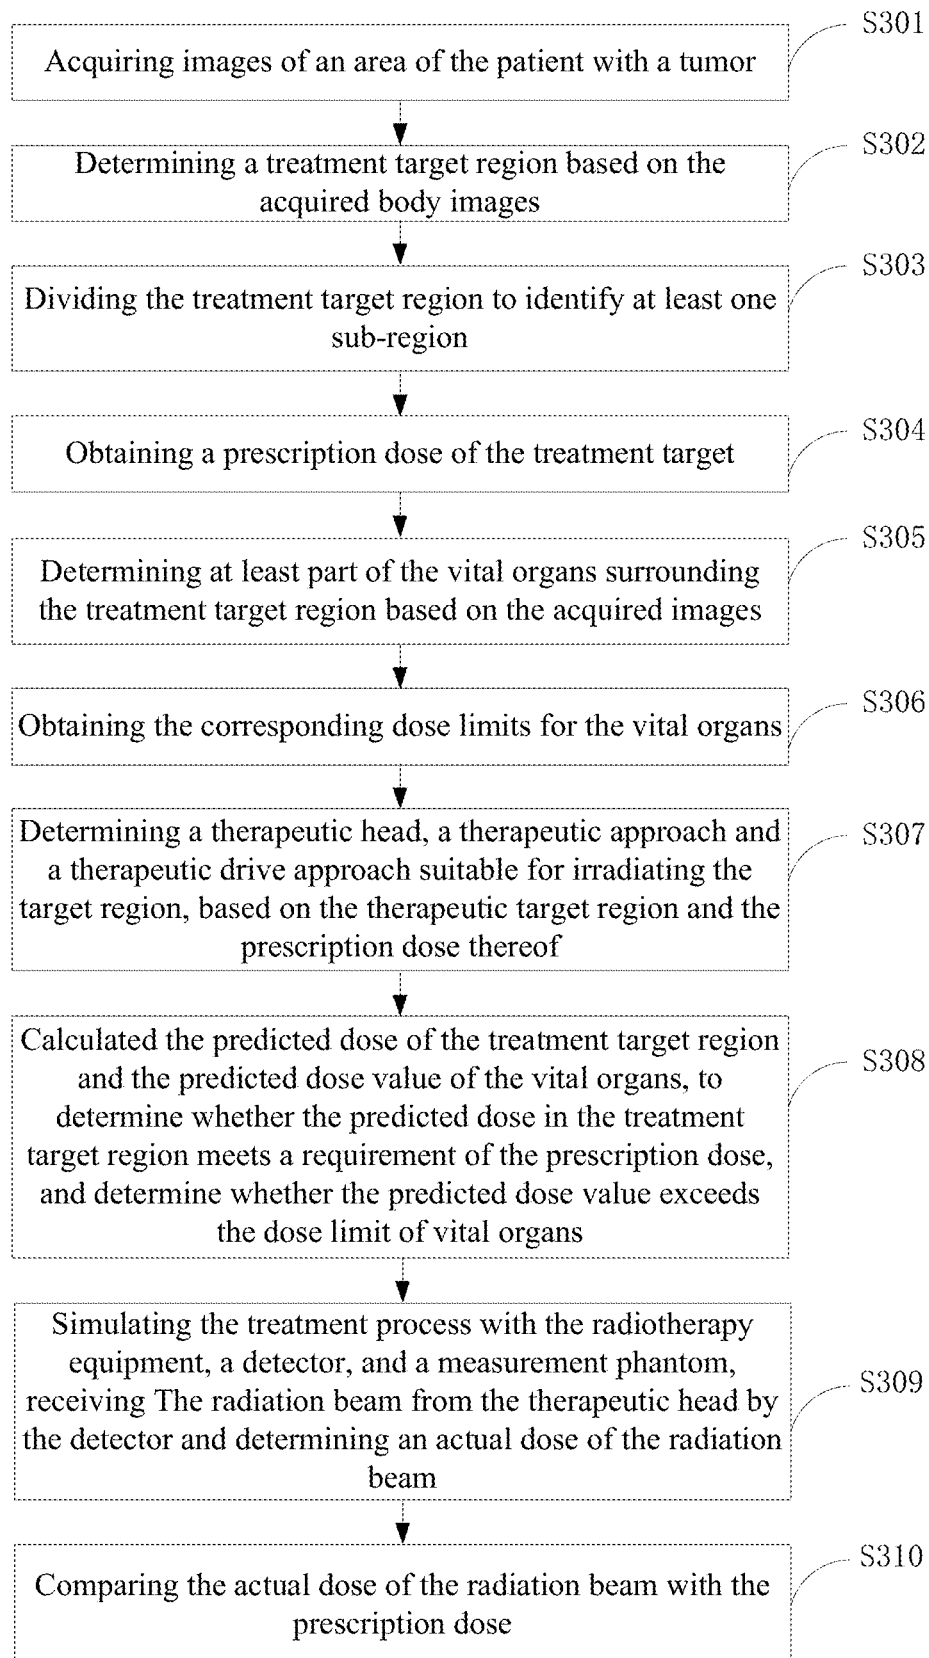 S301
Acquiring images of an area of the patient with a tumor
S302
Determining a treatment target region based on the
acquired body images
S303
Dividing the treatment target region to identify at least one
sub-region
S304
Obtaining a prescription dose of the treatment target
S305
Determining at least part of the vital organs surrounding
the treatment target region based on the acquired images
S306
Obtaining the corresponding dose limits for the vital organs
S307
Determining a therapeutic head, a therapeutic approach and
a therapeutic drive approach suitable for irradiating the
target region, based on the therapeutic target region and the
prescription dose thereof
S308
Calculated the predicted dose of the treatment target region
and the predicted dose value of the vital organs, to
determine whether the predicted dose in the treatment
target region meets a requirement of the prescription dose,
and determine whether the predicted dose value exceeds
the dose limit of vital organs
S309
Simulating the treatment process with the radiotherapy
equipment, a detector, and a measurement phantom,
receiving The radiation beam from the therapeutic head by
the detector and determining an actual dose of the radiation
beam
S310
Comparing the actual dose of the radiation beam with the
prescription dose